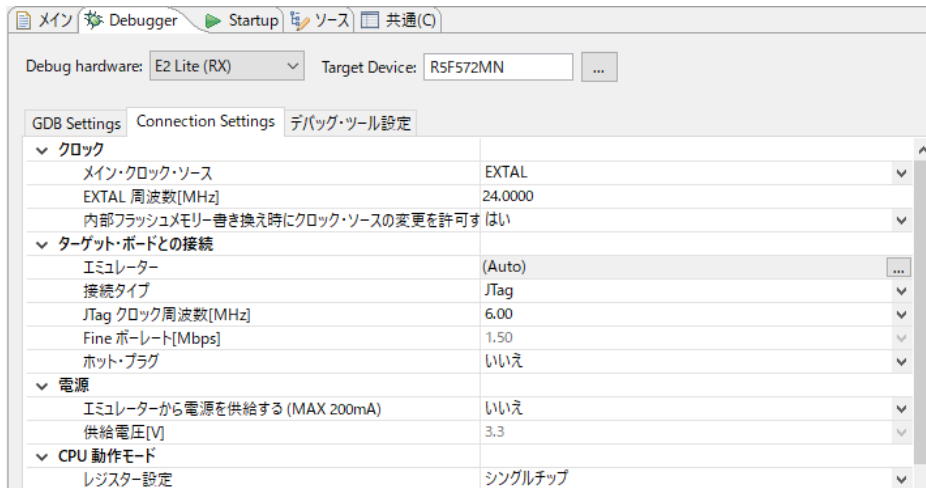 メイン Debugger Startup ソース 共通(C)
Debug hardware: E2 Lite (RX) Target Device: R5F572MN ...
GDB Settings Connection Settings デバッグ・ツール設定
クロック
メイン・クロック・ソース EXTAL
EXTAL 周波数[MHz] 24.0000
内部フラッシュメモリー書き換え時にクロック・ソースの変更を許可す はい
ターゲット・ボードとの接続
エミュレーター (Auto) ...
接続タイプ JTag
JTag クロック周波数[MHz] 6.00
Fine ボーレート[Mbps] 1.50
ホット・プラグ いいえ
電源
エミュレーターから電源を供給する (MAX 200mA) いいえ
供給電圧[V] 3.3
CPU 動作モード
レジスター設定 シングルチップ